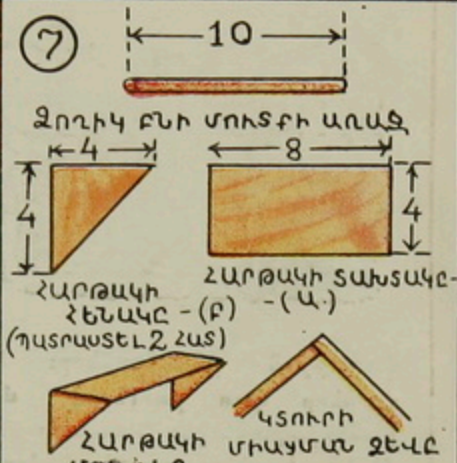 7
10
ՁՈՂԻԿ ԲՆԻ ՄՈՒՏՔԻ ԱՌԱՋ
4
8
4
4
ՀԱՐԹԱԿԻ
ՀԵՆԱԿԸ - (Բ)
(ՊԱՏՐԱՍՏԵԼ 2 ՀԱՏ)
ՀԱՐԹԱԿԻ ՏԱԽՏԱԿԸ-
-(Ա.)
ՀԱՐԹԱԿԻ
ԿՏՈՒՐԻ
ՄԻԱՑՄԱՆ ՁԵՎԸ